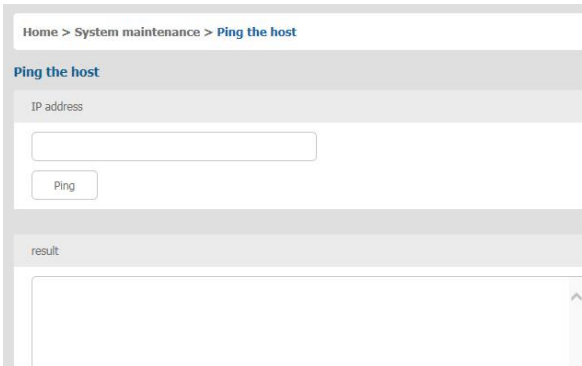 Home > System maintenance > Ping the host
Ping the host
IP address
Ping
result